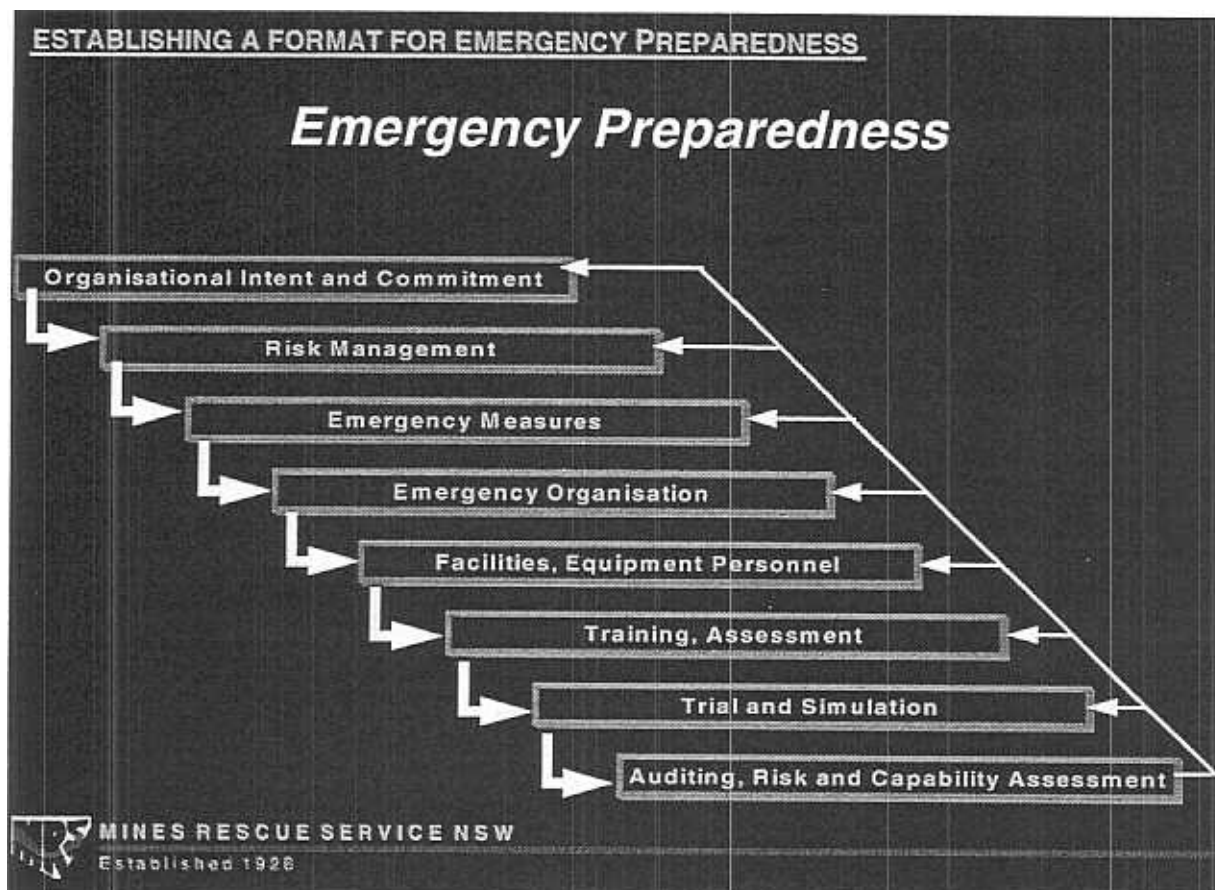 ESTABLISHING A FORMAT FOR EMERGENCY PREPAREDNESS
Emergency Preparedness
Organisational Intent and Commitment
Risk Management
Emergency Measures
Emergency Organisation
Facilities, Equipment Personnel
Training, Assessment
Trial and Simulation
Auditing, Risk and Capability Assessment
MINES RESCUE SERVICE NSW
Established 1926